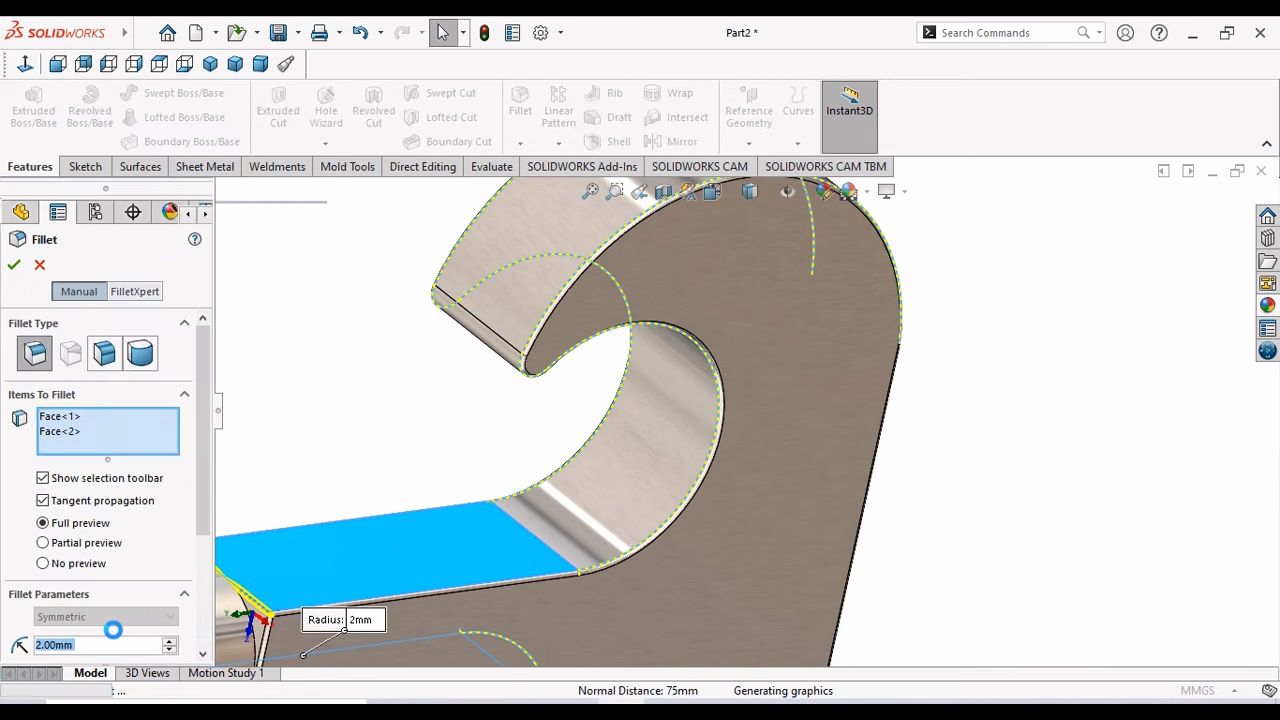 SOLIDWORKS
Part2 *
Search Commands
Extruded Boss/Base
Revolved Boss/Base
Swept Boss/Base
Lofted Boss/Base
Boundary Boss/Base
Extruded Cut
Hole Wizard
Revolved Cut
Swept Cut
Lofted Cut
Boundary Cut
Fillet
Linear Pattern
Rib
Draft
Shell
Wrap
Intersect
Mirror
Reference Geometry
Curves
Instant3D
Features
Sketch
Surfaces
Sheet Metal
Weldments
Mold Tools
Direct Editing
Evaluate
SOLIDWORKS Add-Ins
SOLIDWORKS CAM
SOLIDWORKS CAM TBM
Fillet
Manual
FilletXpert
Fillet Type
Items To Fillet
Face<1>
Face<2>
Show selection toolbar
Tangent propagation
Full preview
Partial preview
No preview
Fillet Parameters
Symmetric
2.00mm
Radius: 2mm
Model
3D Views
Motion Study 1
Normal Distance: 75mm
Generating graphics
MMGS